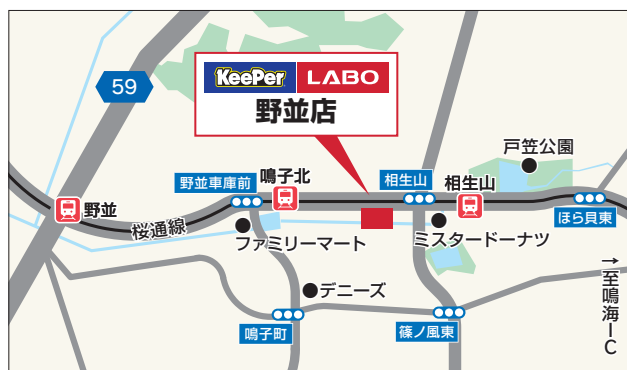 59
KeePer LABO
野並店
戸笠公園
野並車庫前
鳴子北
相生山
相生山
野並
ほら貝東
桜通線
ファミリーマート
ミスタードーナツ
デニーズ
鳴子町
篠ノ風東
→至鳴海IC